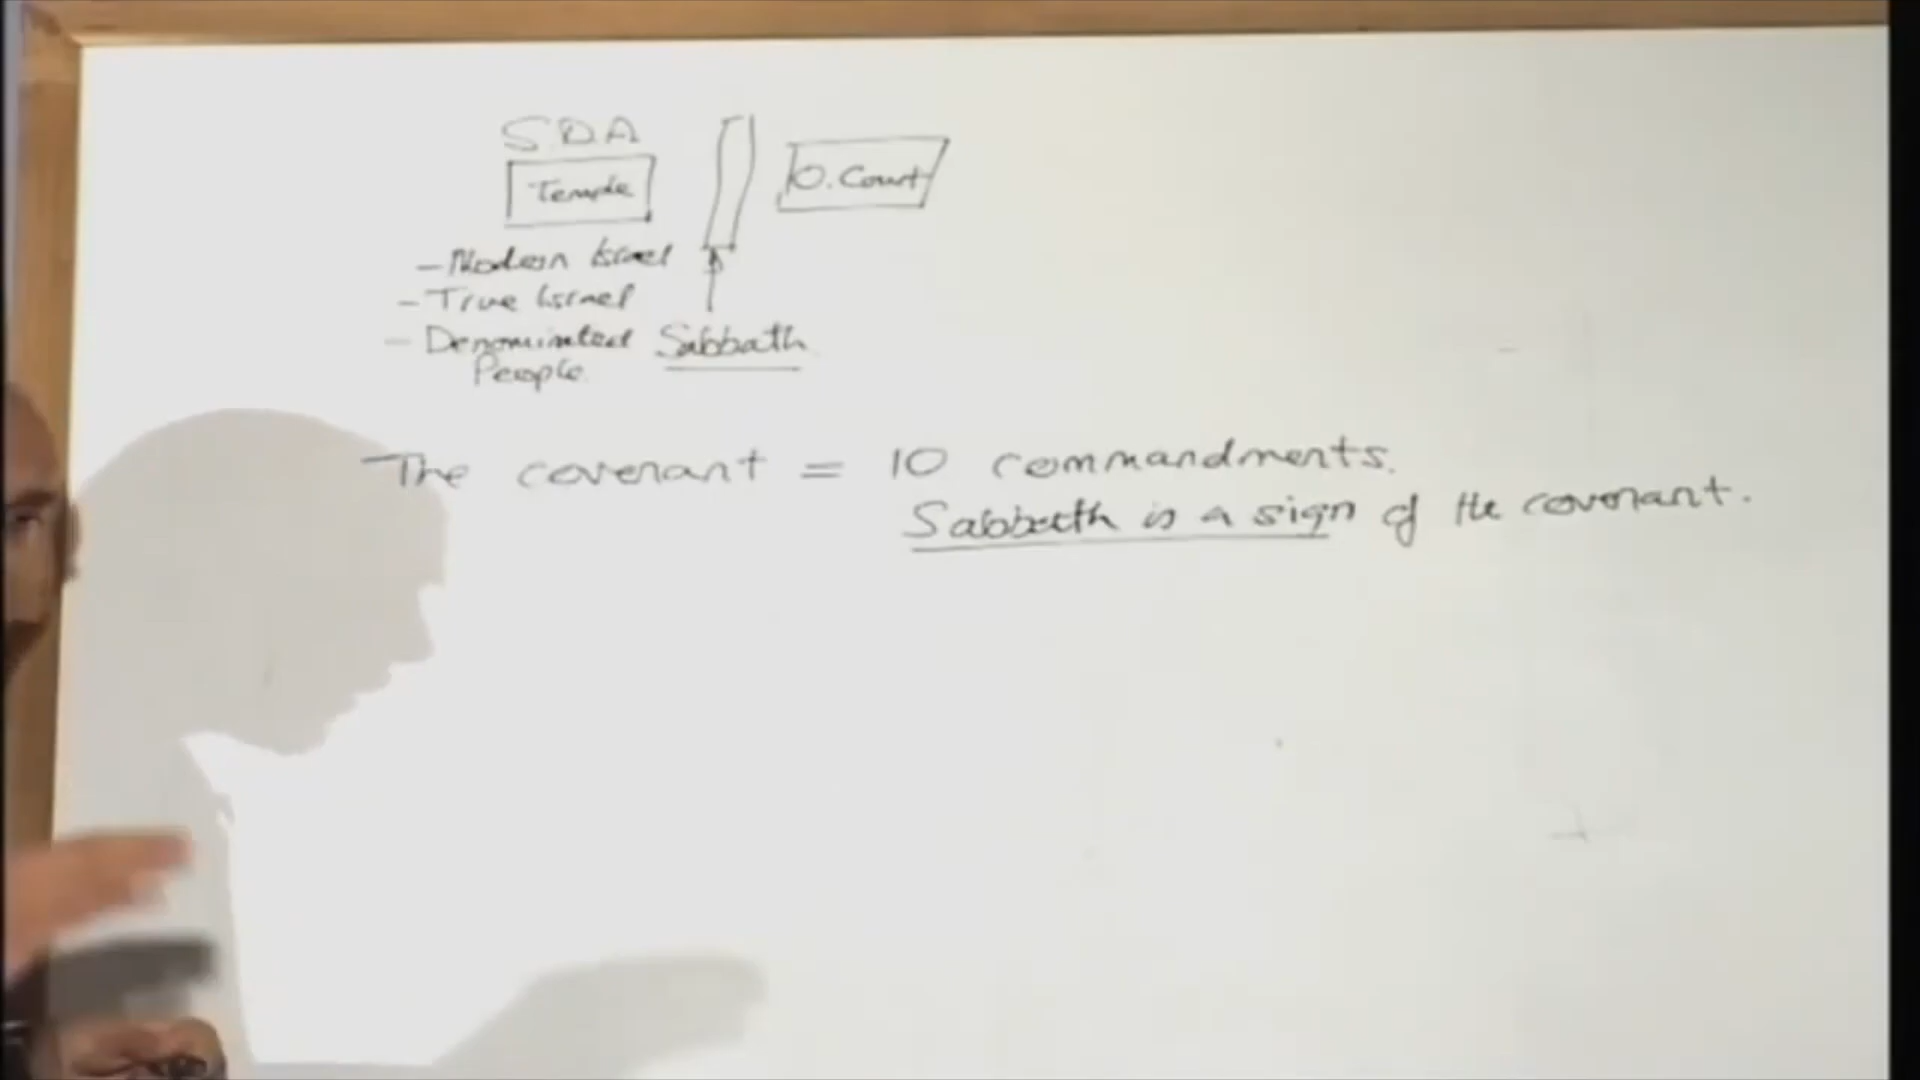 S.D.A
Temple
O. Court
- Modern Israel
- True Israel
- Denominated
People.
Sabbath
The covenant = 10 commandments.
Sabbath is a sign of the covenant.